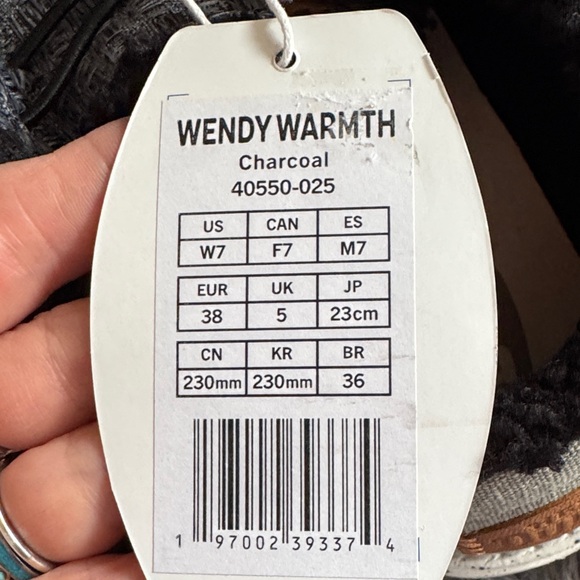 WENDY WARMTH
Charcoal
40550-025
US CAN ES
W7 F7 M7
EUR UK JP
38 5 23cm
CN KR BR
230mm 230mm 36
1 97002 39337 4